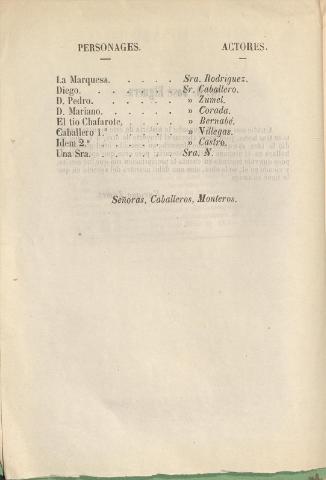 PERSONAGES. ACTORES.
La Marquesa. . . . . Sra. Rodriguez.
Diego. . . . . . . Sr. Caballero.
D. Pedro. . . . . . » Zumel.
D. Mariano. . . . . » Corada.
El tio Chafarote. . . . . » Bernabé.
Caballero 1.º . . . . » Villegas.
Idem 2.º . . . . . » Castro.
Una Sra. . . . . . Sra. N.
Señoras, Caballeros, Monteros.